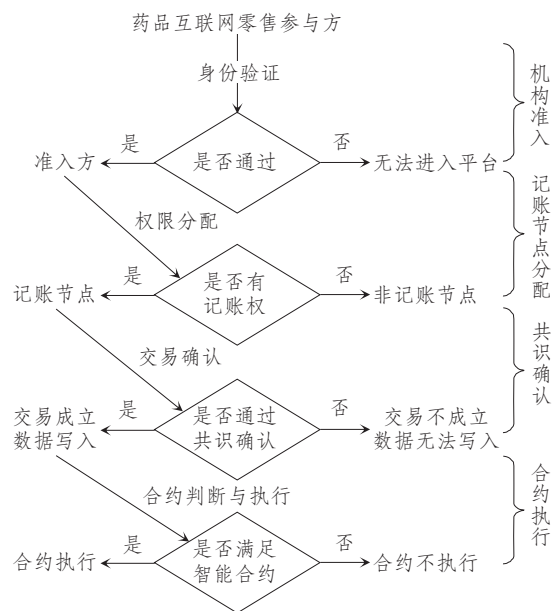 药品互联网零售参与方
身份验证
是
是否通过
否
准入方
无法进入平台
机构准入
权限分配
是
是否有
记账权
否
记账节点
非记账节点
记账节点分配
交易确认
是
是否通过
共识确认
否
交易成立
数据写入
交易不成立
数据无法写入
共识确认
合约判断与执行
是
是否满足
智能合约
否
合约执行
合约不执行
合约执行